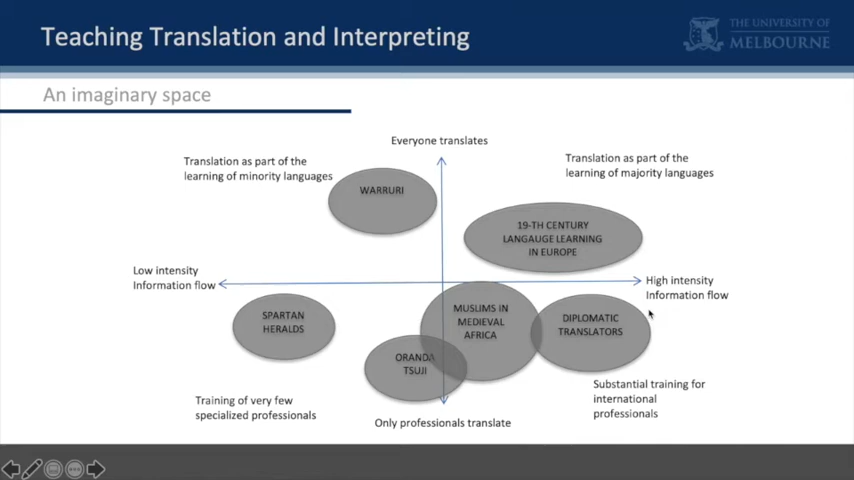 Teaching Translation and Interpreting
THE UNIVERSITY OF
MELBOURNE
An imaginary space
Everyone translates
Translation as part of the
learning of minority languages
Translation as part of the
learning of majority languages
WARRURI
19-TH CENTURY
LANGAUGE LEARNING
IN EUROPE
Low intensity
Information flow
High intensity
Information flow
SPARTAN
HERALDS
MUSLIMS IN
MEDIEVAL
AFRICA
DIPLOMATIC
TRANSLATORS
ORANDA
TSUJI
Training of very few
specialized professionals
Substantial training for
international
professionals
Only professionals translate